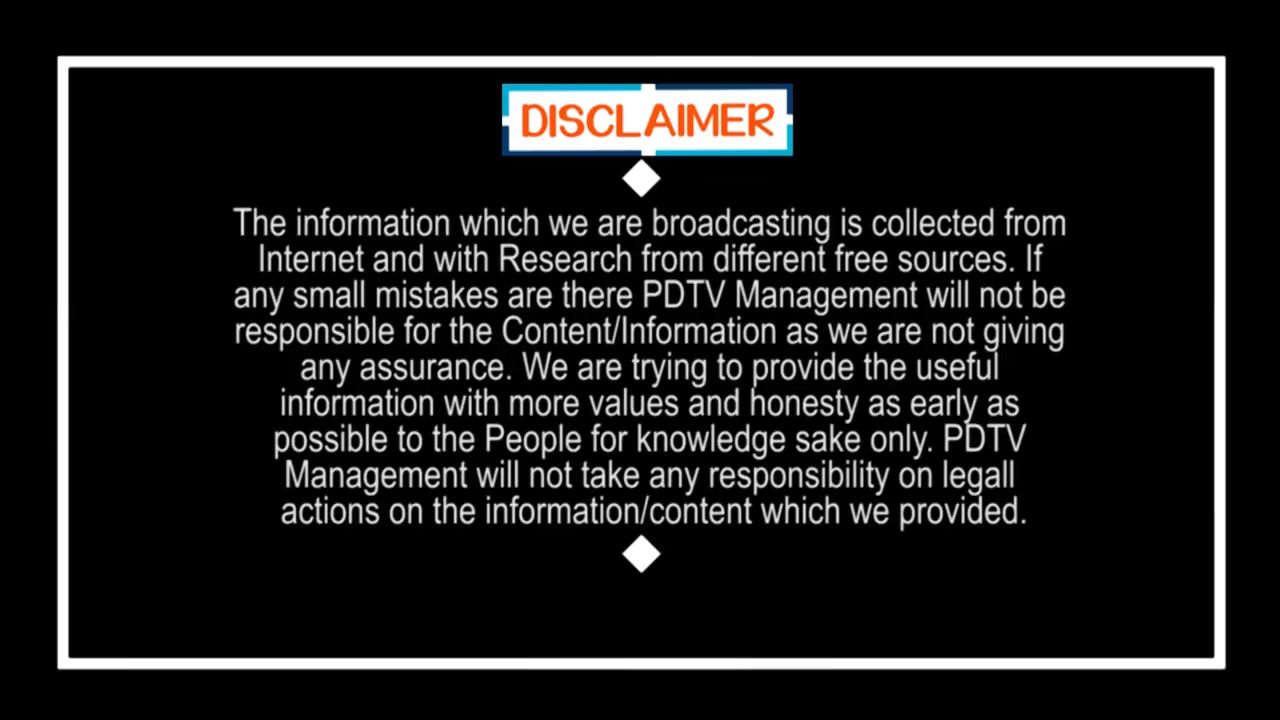 DISCLAIMER
The information which we are broadcasting is collected from
Internet and with Research from different free sources. If
any small mistakes are there PDTV Management will not be
responsible for the Content/Information as we are not giving
any assurance. We are trying to provide the useful
information with more values and honesty as early as
possible to the People for knowledge sake only. PDTV
Management will not take any responsibility on legall
actions on the information/content which we provided.